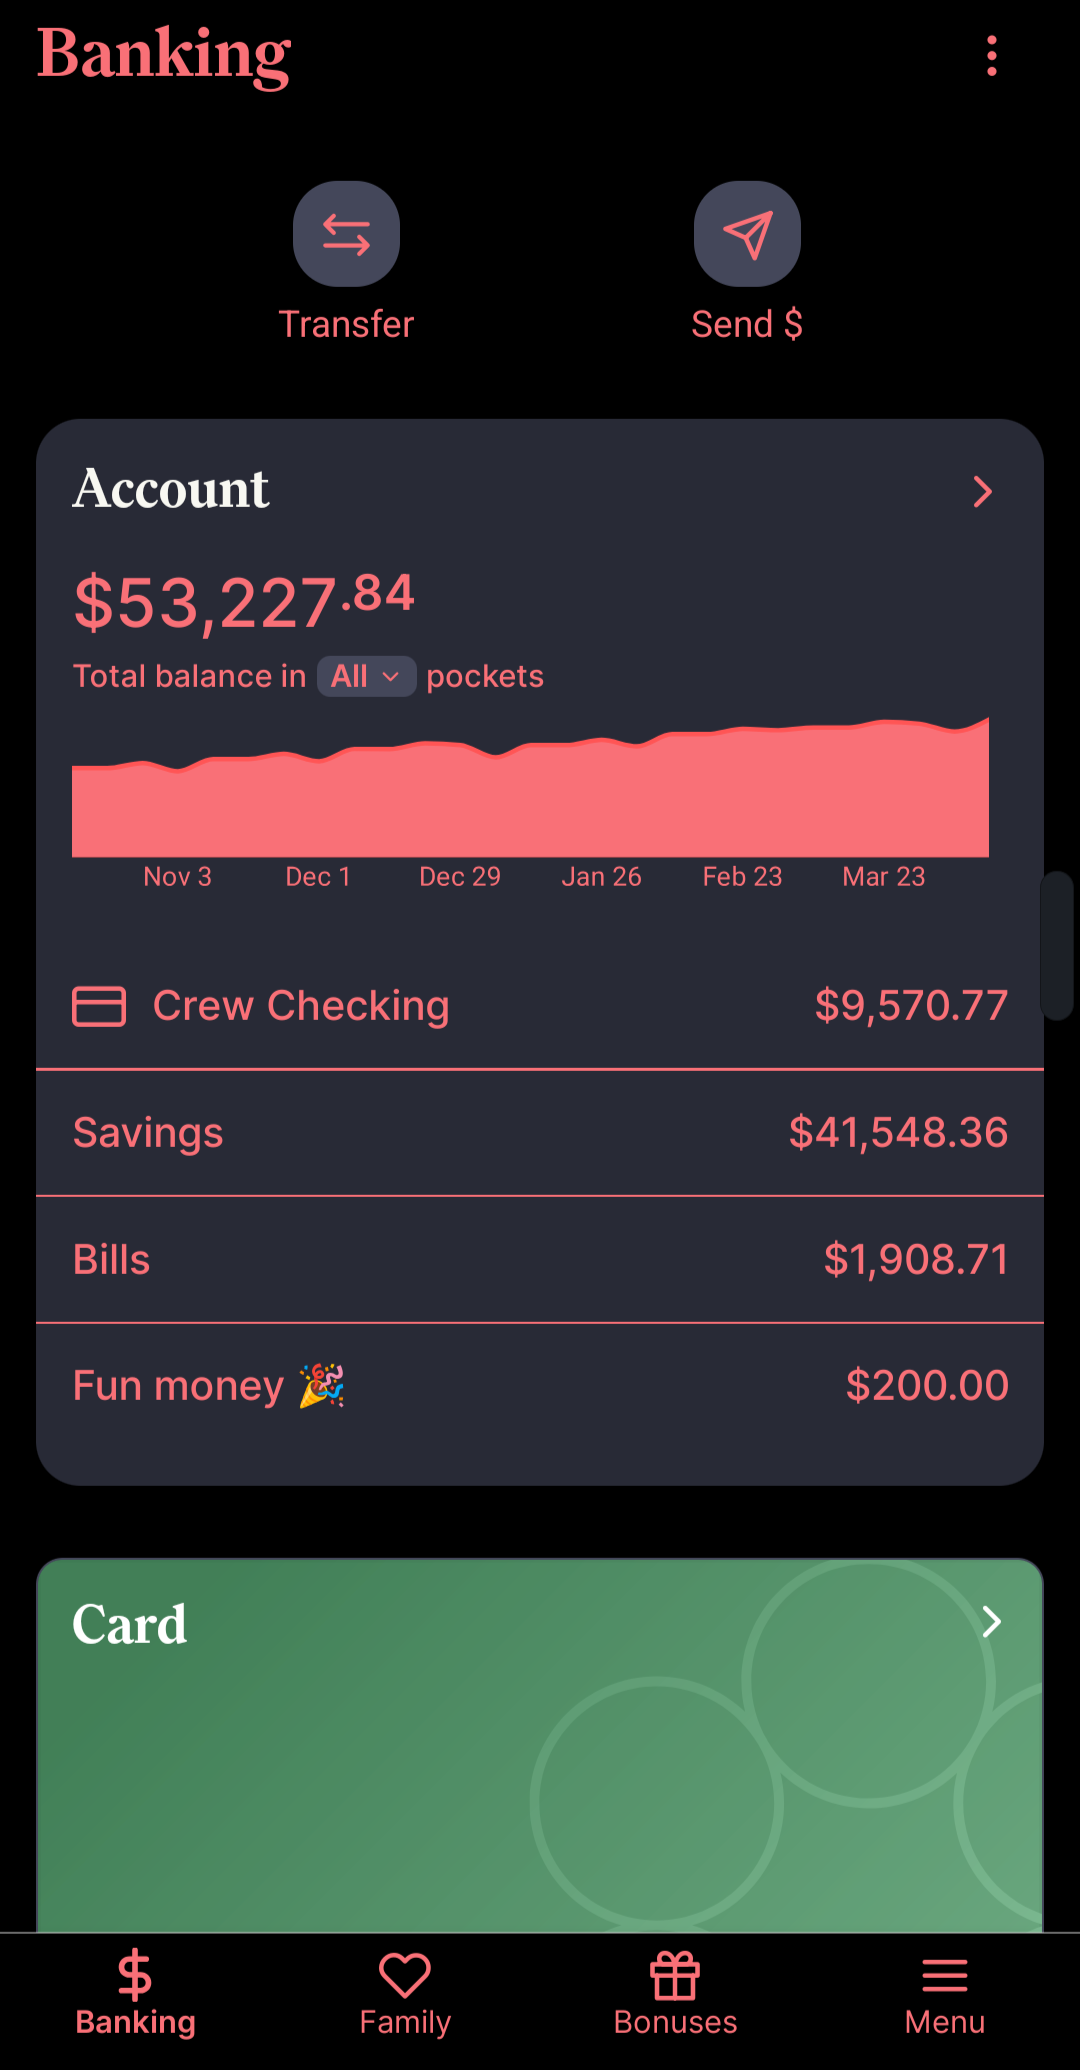 Banking
Transfer
Send $
Account
$53,227.84
Total balance in All pockets
Nov 3 Dec 1 Dec 29 Jan 26 Feb 23 Mar 23
Crew Checking $9,570.77
Savings $41,548.36
Bills $1,908.71
Fun money 🎉 $200.00
Card
Banking Family Bonuses Menu